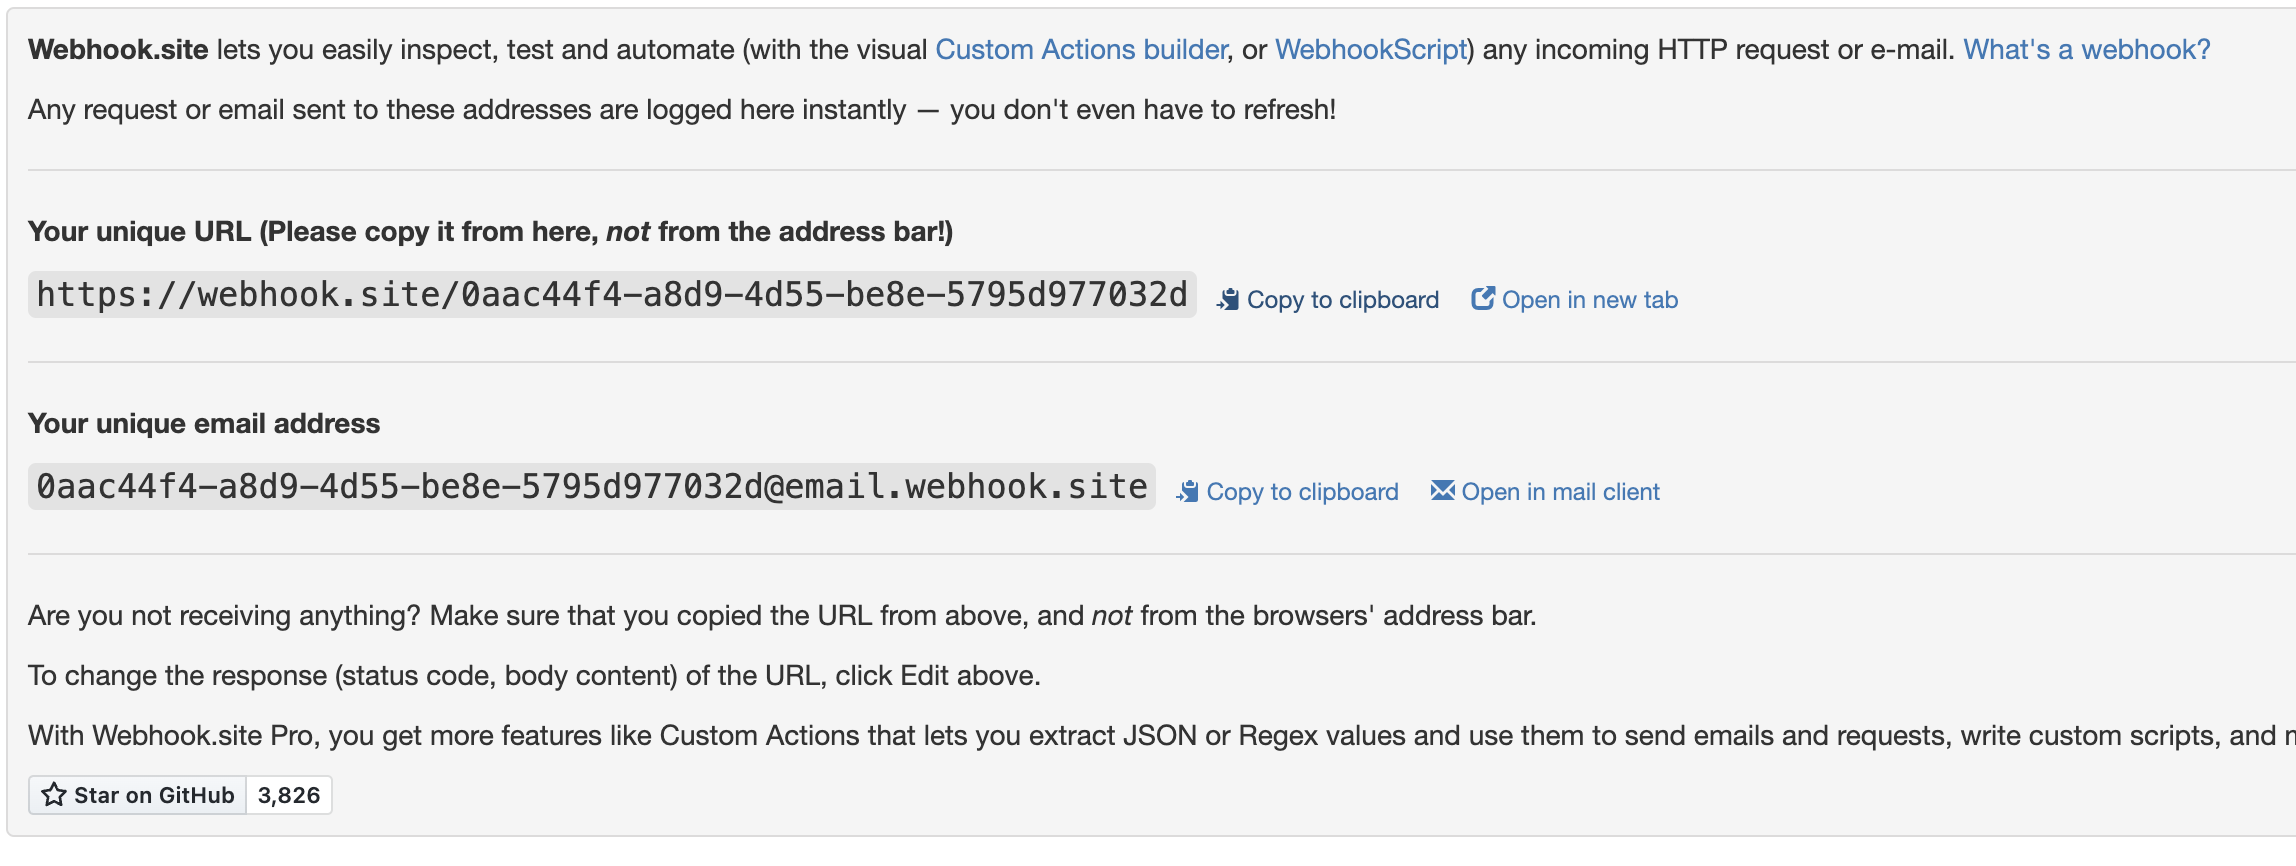 Webhook.site lets you easily inspect, test and automate (with the visual Custom Actions builder, or WebhookScript) any incoming HTTP request or e-mail. What's a webhook?
Any request or email sent to these addresses are logged here instantly — you don't even have to refresh!
Your unique URL (Please copy it from here, not from the address bar!)
https://webhook.site/0aac44f4-a8d9-4d55-be8e-5795d977032d Copy to clipboard Open in new tab
Your unique email address
0aac44f4-a8d9-4d55-be8e-5795d977032d@email.webhook.site Copy to clipboard Open in mail client
Are you not receiving anything? Make sure that you copied the URL from above, and not from the browsers' address bar.
To change the response (status code, body content) of the URL, click Edit above.
With Webhook.site Pro, you get more features like Custom Actions that lets you extract JSON or Regex values and use them to send emails and requests, write custom scripts, and
Star on GitHub 3,826